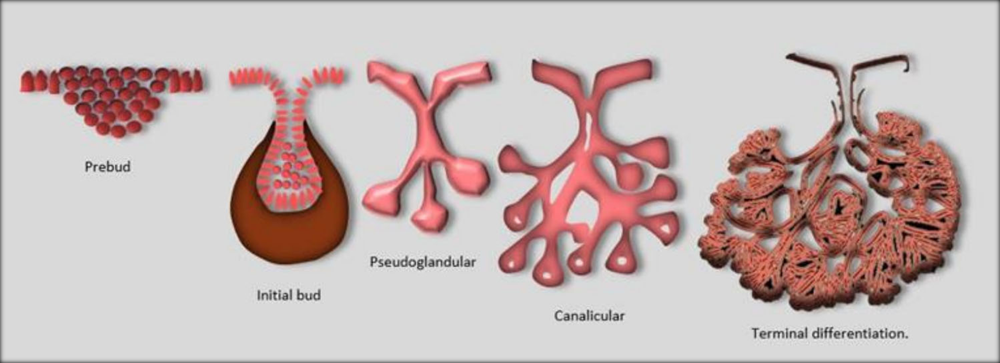 Prebud
Initial bud
Pseudoglandular
Canalicular
Terminal differentiation.